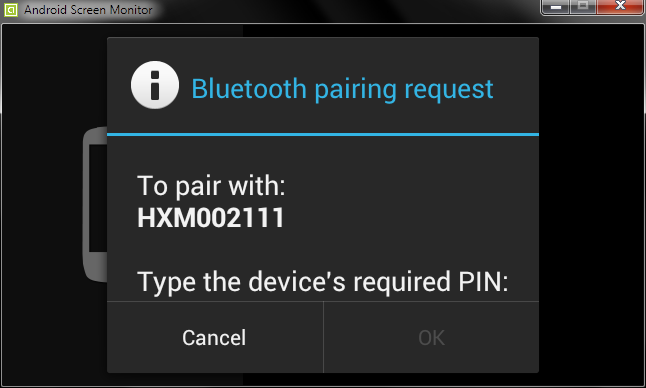 Android Screen Monitor
Bluetooth pairing request
To pair with:
HXM002111
Type the device's required PIN:
Cancel
OK